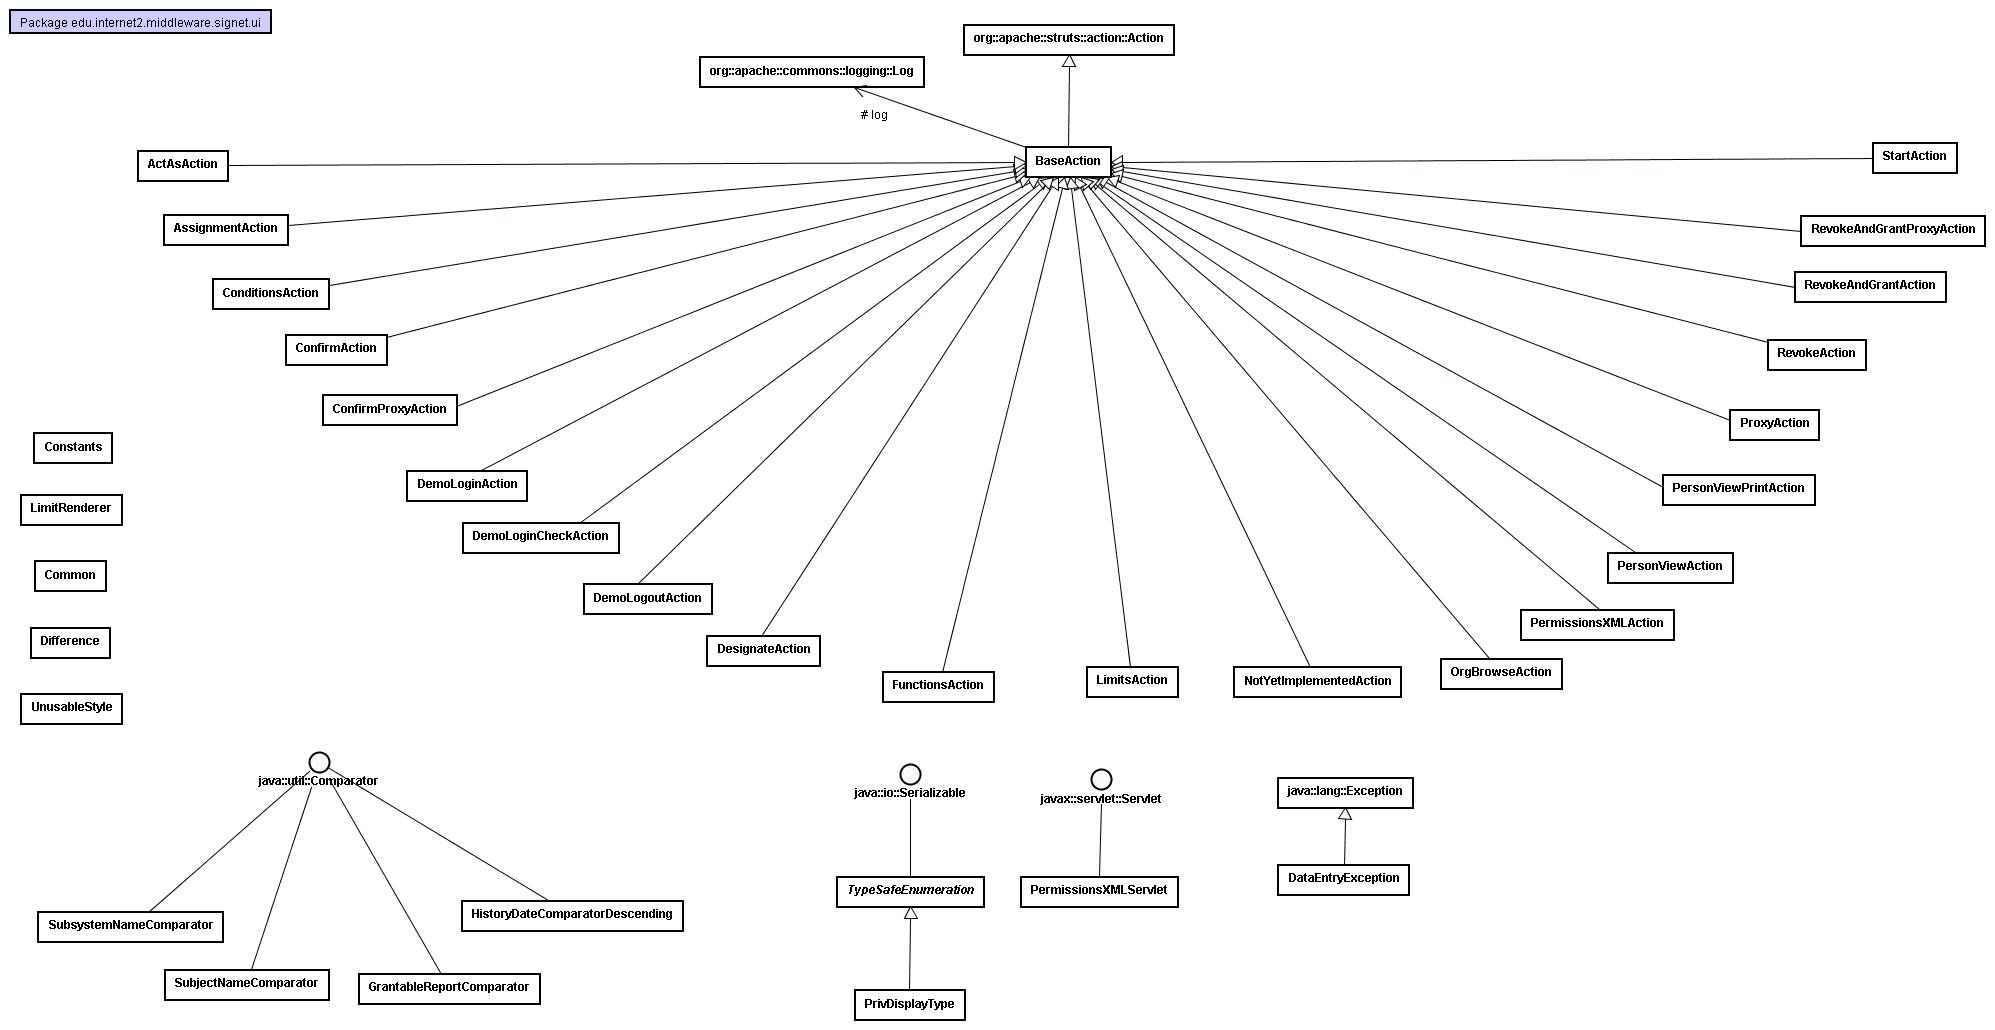 Package edu.internet2.middleware.signet.ui
org::apache::struts::action::Action
org::apache::commons::logging::Log
# log
BaseAction
ActAsAction
StartAction
AssignmentAction
RevokeAndGrantProxyAction
ConditionsAction
RevokeAndGrantAction
ConfirmAction
RevokeAction
ConfirmProxyAction
ProxyAction
Constants
DemoLoginAction
PersonViewPrintAction
LimitRenderer
DemoLoginCheckAction
PersonViewAction
Common
DemoLogoutAction
PermissionsXMLAction
Difference
DesignateAction
OrgBrowseAction
FunctionsAction
LimitsAction
NotYetImplementedAction
UnusableStyle
java::util::Comparator
java::io::Serializable
javax::servlet::Servlet
java::lang::Exception
TypeSafeEnumeration
PermissionsXMLServlet
DataEntryException
SubsystemNameComparator
HistoryDateComparatorDescending
SubjectNameComparator
GrantableReportComparator
PrivDisplayType